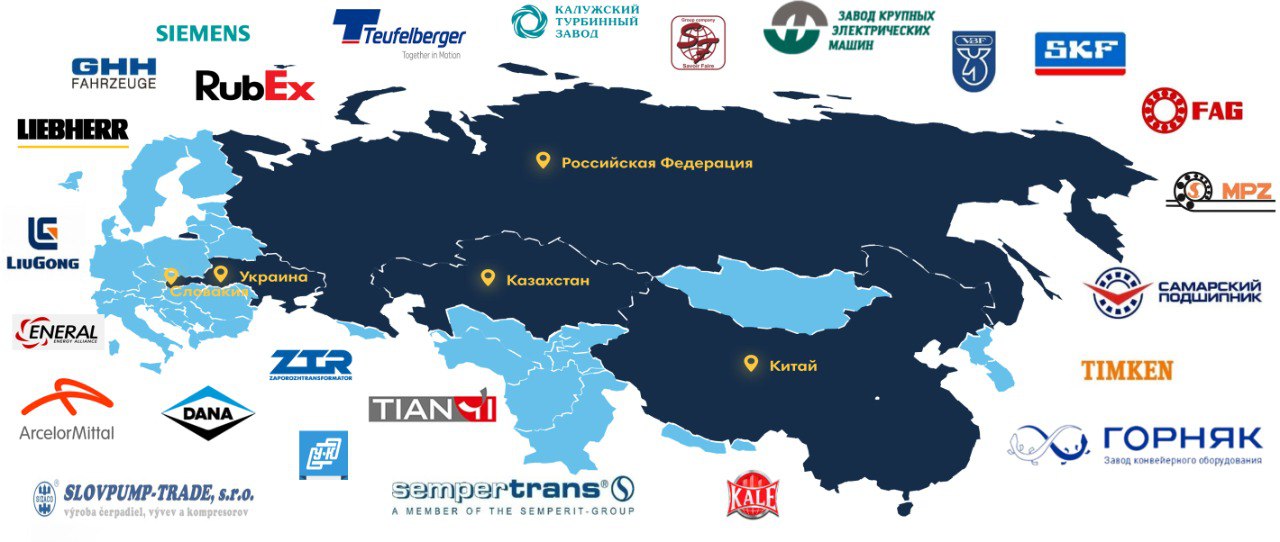 SIEMENS
Teufelberger
Together in Motion
КАЛУЖСКИЙ
ТУРБИННЫЙ
ЗАВОД
Group company
Savoir Faire
ЗАВОД КРУПНЫХ
ЭЛЕКТРИЧЕСКИХ
МАШИН
VBF
SKF
GHH
FAHRZEUGE
RubEx
FAG
LIEBHERR
Российская Федерация
MPZ
LiuGong
Украина
Словакия
Казахстан
САМАРСКИЙ
ПОДШИПНИК
ENERAL
ENERGY ALLIANCE
ZTR
ZAPOROZHTRANSFORMATOR
Китай
TIMKEN
ArcelorMittal
DANA
TIANYI
У-К
ГОРНЯК
Завод конвейерного оборудования
SIGMA
SLOVPUMP-TRADE, s.r.o.
výroba čerpadiel, vývev a kompresorov
sempertrans®
A MEMBER OF THE SEMPERIT-GROUP
KALE